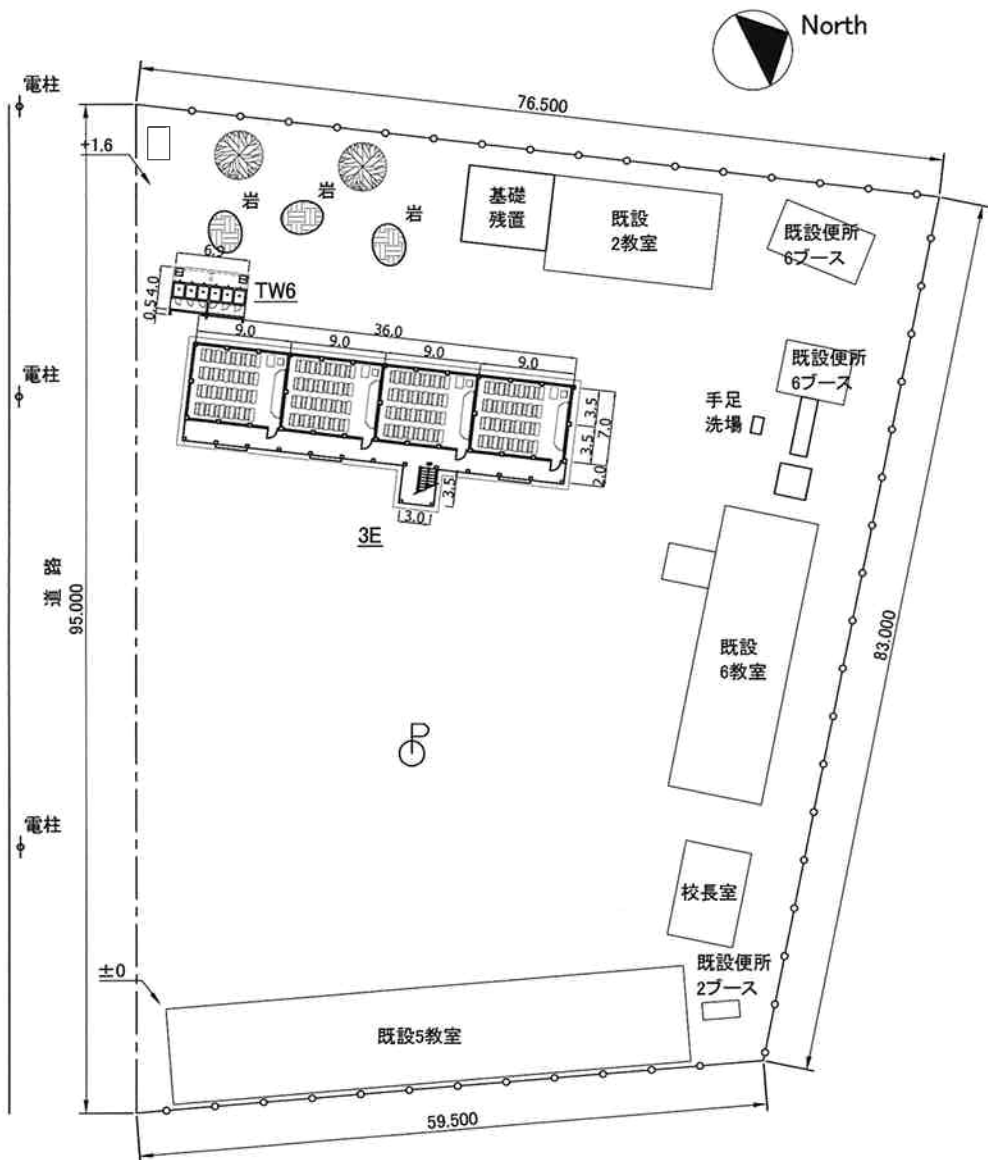 North
電柱
76.500
+1.6
岩
岩
岩
基礎
残置
既設
2教室
既設便所
6ブース
6.9
4.0
0.5
TW6
36.0
9.0
9.0
9.0
9.0
既設便所
6ブース
電柱
手足
洗場
3.5
3.5
7.0
2.0
3.5
3.0
3E
道路
95.000
83.000
既設
6教室
電柱
校長室
±0
既設便所
2ブース
既設5教室
59.500